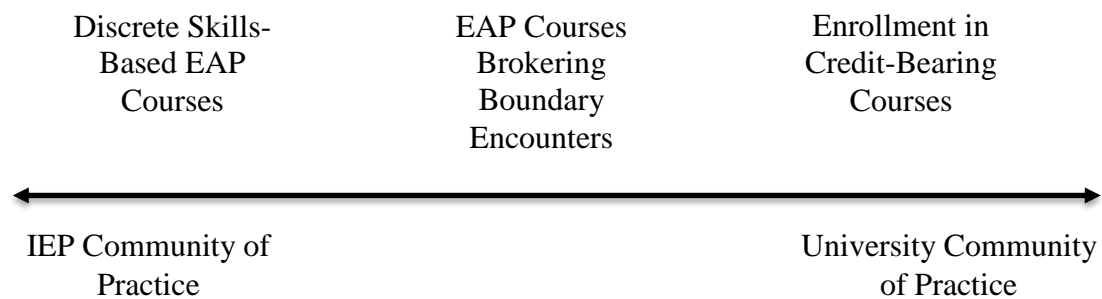 Discrete Skills-
Based EAP
Courses
EAP Courses
Brokering
Boundary
Encounters
Enrollment in
Credit-Bearing
Courses
IEP Community of
Practice
University Community
of Practice